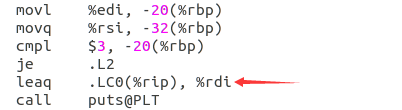 movl %edi, -20(%rbp)
movq %rsi, -32(%rbp)
cmpl $3, -20(%rbp)
je .L2
leaq .LC0(%rip), %rdi
call puts@PLT